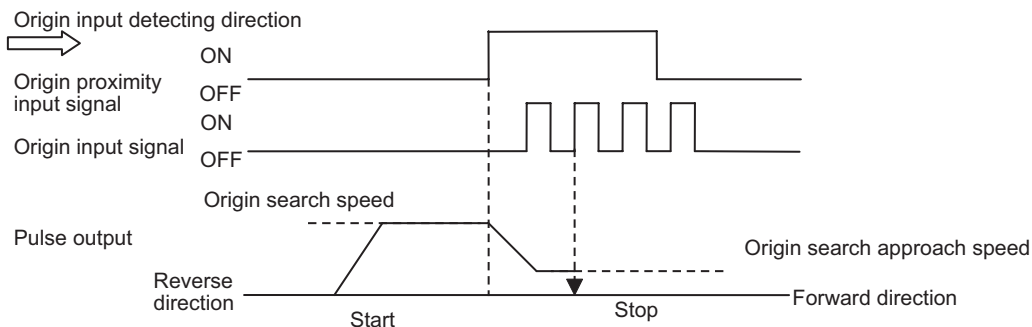 Origin input detecting direction
ON
Origin proximity
input signal
OFF
ON
Origin input signal
OFF
Origin search speed
Pulse output
Origin search approach speed
Reverse
direction
Forward direction
Start
Stop